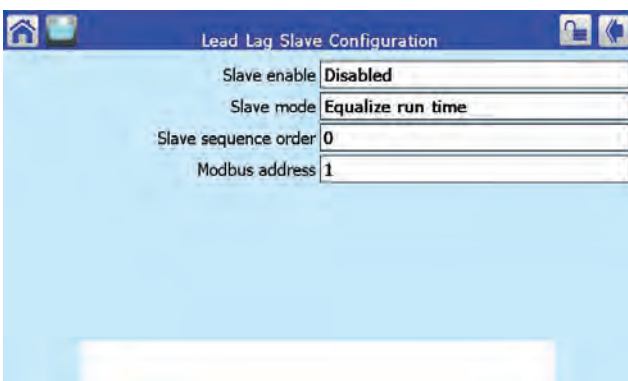 Lead Lag Slave Configuration
Slave enable Disabled
Slave mode Equalize run time
Slave sequence order 0
Modbus address 1